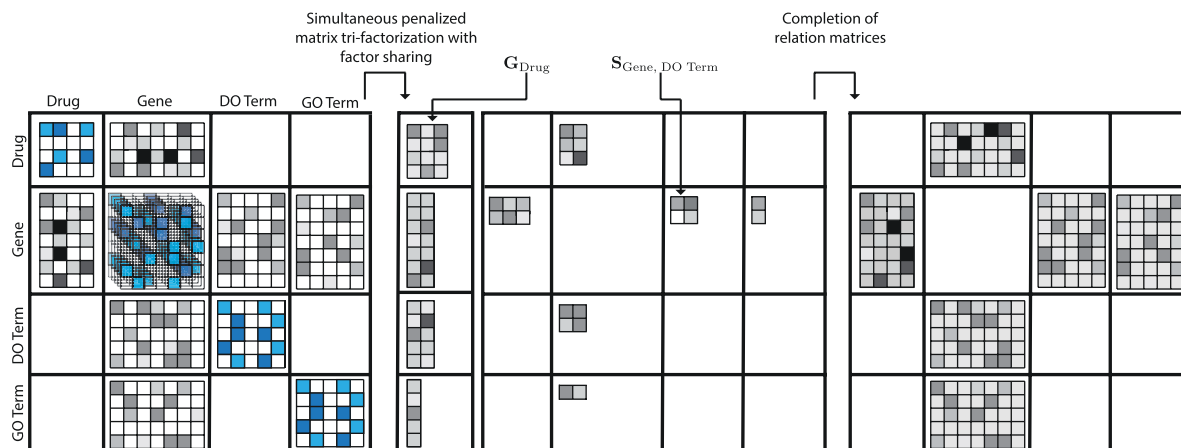 Simultaneous penalized
matrix tri-factorization with
factor sharing
Completion of
relation matrices
G_Drug
S_Gene, DO Term
Drug
Gene
DO Term
GO Term
Drug
Gene
DO Term
GO Term